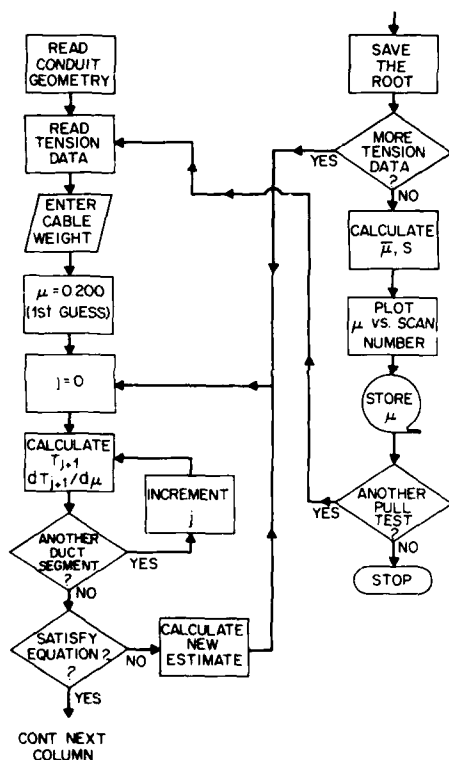 READ
CONDUIT
GEOMETRY
READ
TENSION
DATA
ENTER
CABLE
WEIGHT
μ = 0.200
(1ST GUESS)
j = 0
CALCULATE
Tj+1
dTj+1/dμ
INCREMENT
j
ANOTHER
DUCT
SEGMENT
?
YES
NO
SATISFY
EQUATION ?
?
NO
CALCULATE
NEW
ESTIMATE
YES
CONT NEXT
COLUMN
SAVE
THE
ROOT
MORE
TENSION
DATA
?
YES
NO
CALCULATE
μ̅, S
PLOT
μ VS. SCAN
NUMBER
STORE
μ
ANOTHER
PULL
TEST
?
YES
NO
STOP